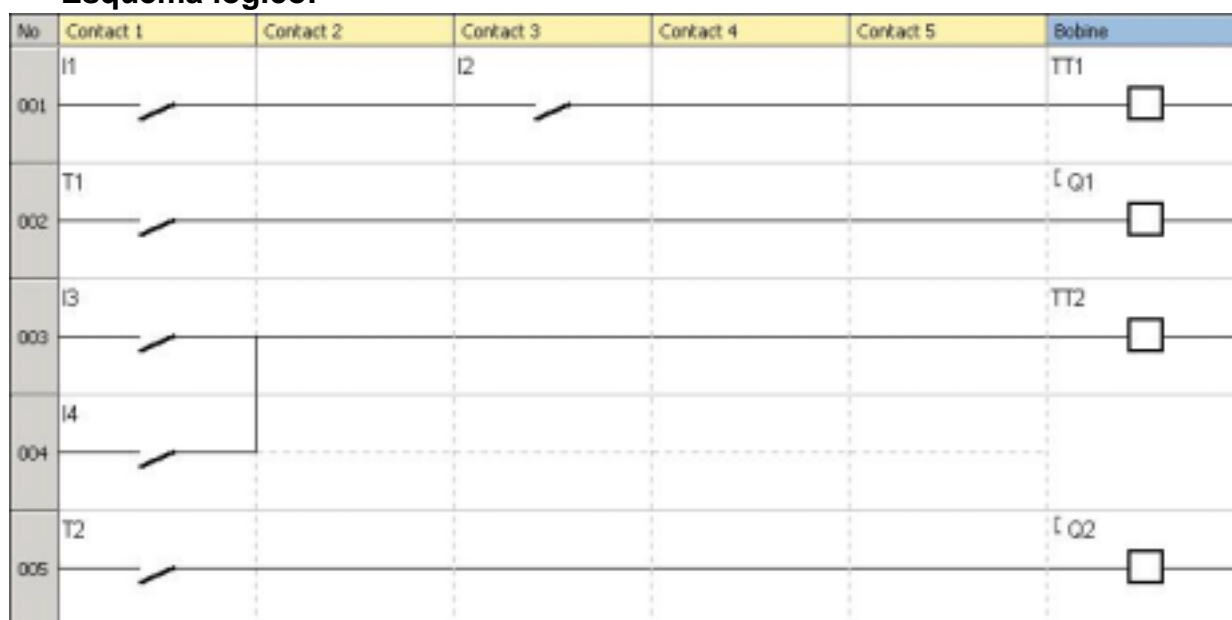 Esquema lógico:
No Contact 1 Contact 2 Contact 3 Contact 4 Contact 5 Bobine
I1 I2 TT1
001
T1 [ Q1
002
I3 TT2
003
I4
004
T2 [ Q2
005